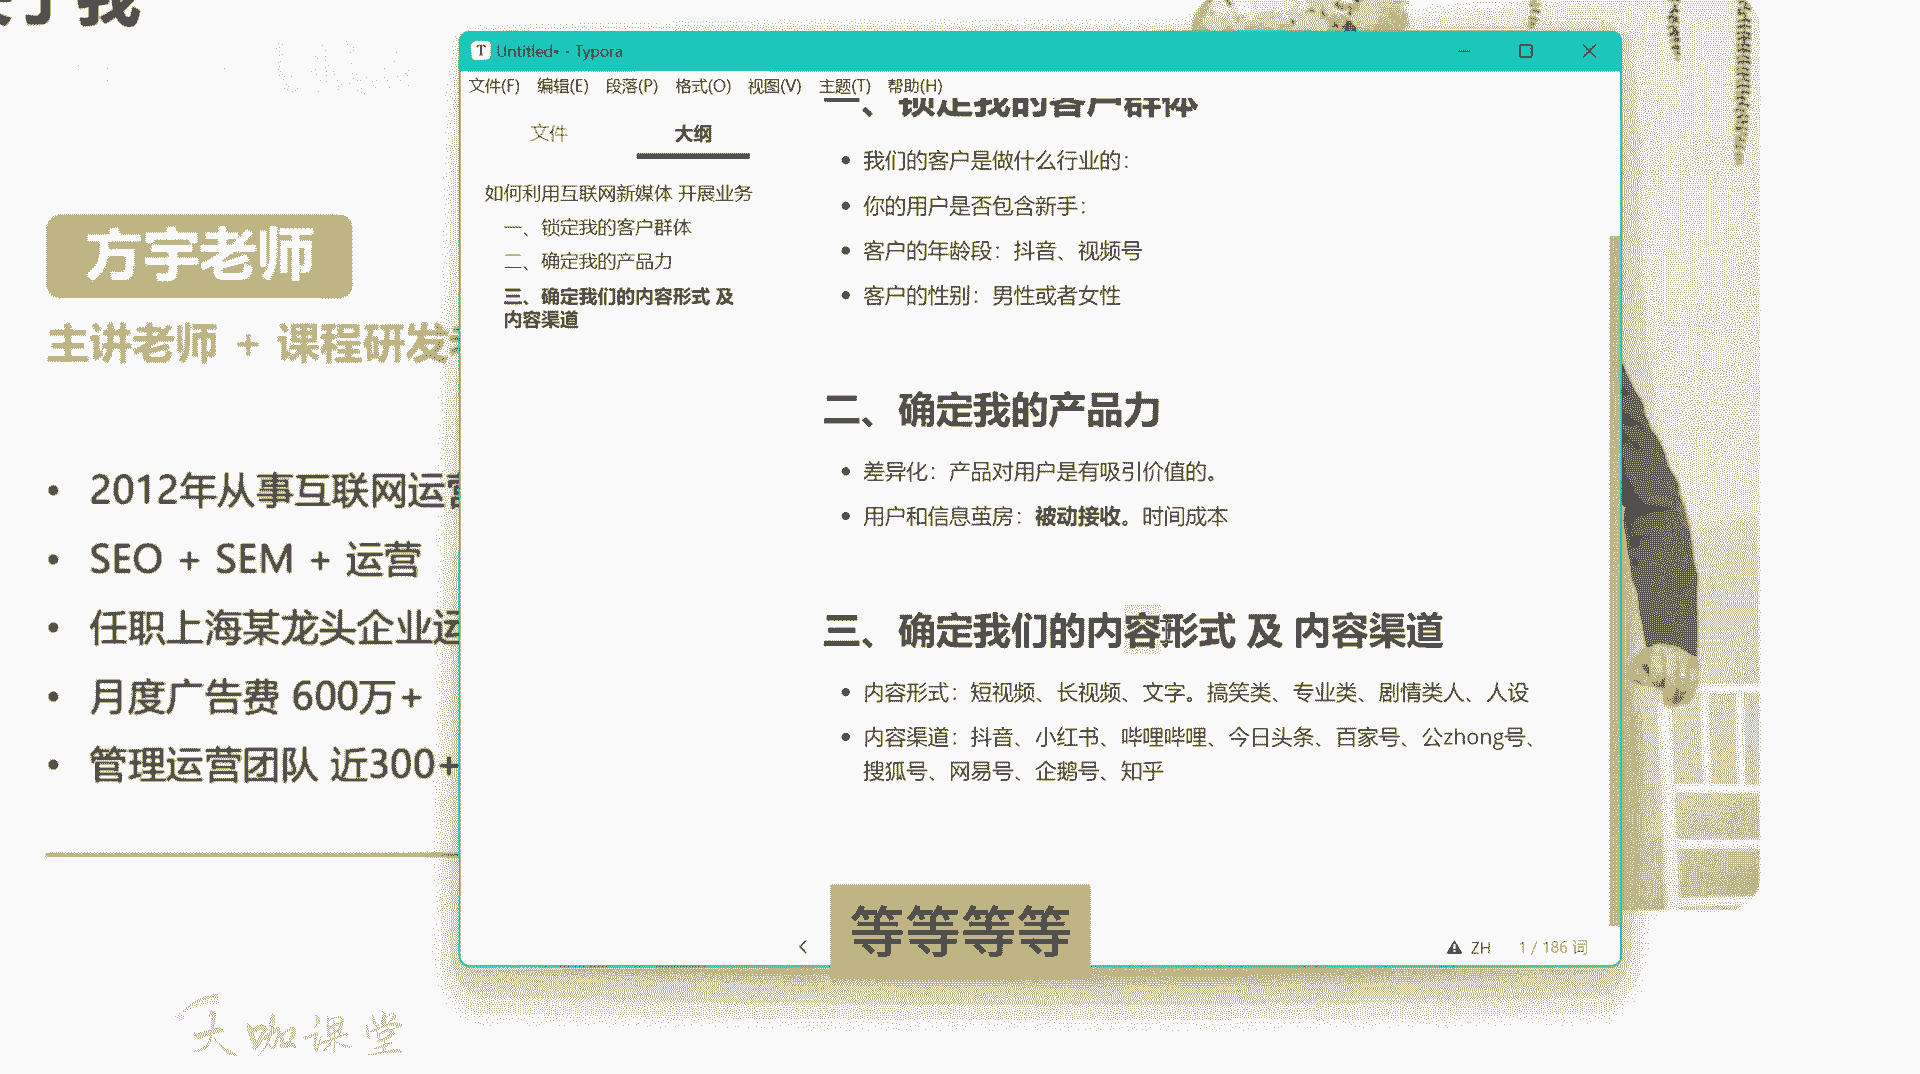 Untitled• - Typora
文件(F) 编辑(E) 段落(P) 格式(O) 视图(V) 主题(T) 帮助(H)
文件 大纲
如何利用互联网新媒体 开展业务
一、锁定我的客户群体
二、确定我的产品力
三、确定我们的内容形式 及
内容渠道
一、锁定我的客户群体
我们的客户是做什么行业的：
你的用户是否包含新手：
客户的年龄段：抖音、视频号
客户的性别：男性或者女性
二、确定我的产品力
差异化：产品对用户是有吸引价值的。
用户和信息茧房：被动接收。时间成本
三、确定我们的内容形式 及 内容渠道
内容形式：短视频、长视频、文字。搞笑类、专业类、剧情类人、人设
内容渠道：抖音、小红书、哔哩哔哩、今日头条、百家号、公zhong号、
搜狐号、网易号、企鹅号、知乎
ZH 1 / 186 词
方宇老师
主讲老师 + 课程研发
2012年从事互联网运营
SEO + SEM + 运营
任职上海某龙头企业运
月度广告费 600万+
管理运营团队 近300+
等等等等
大咖课堂